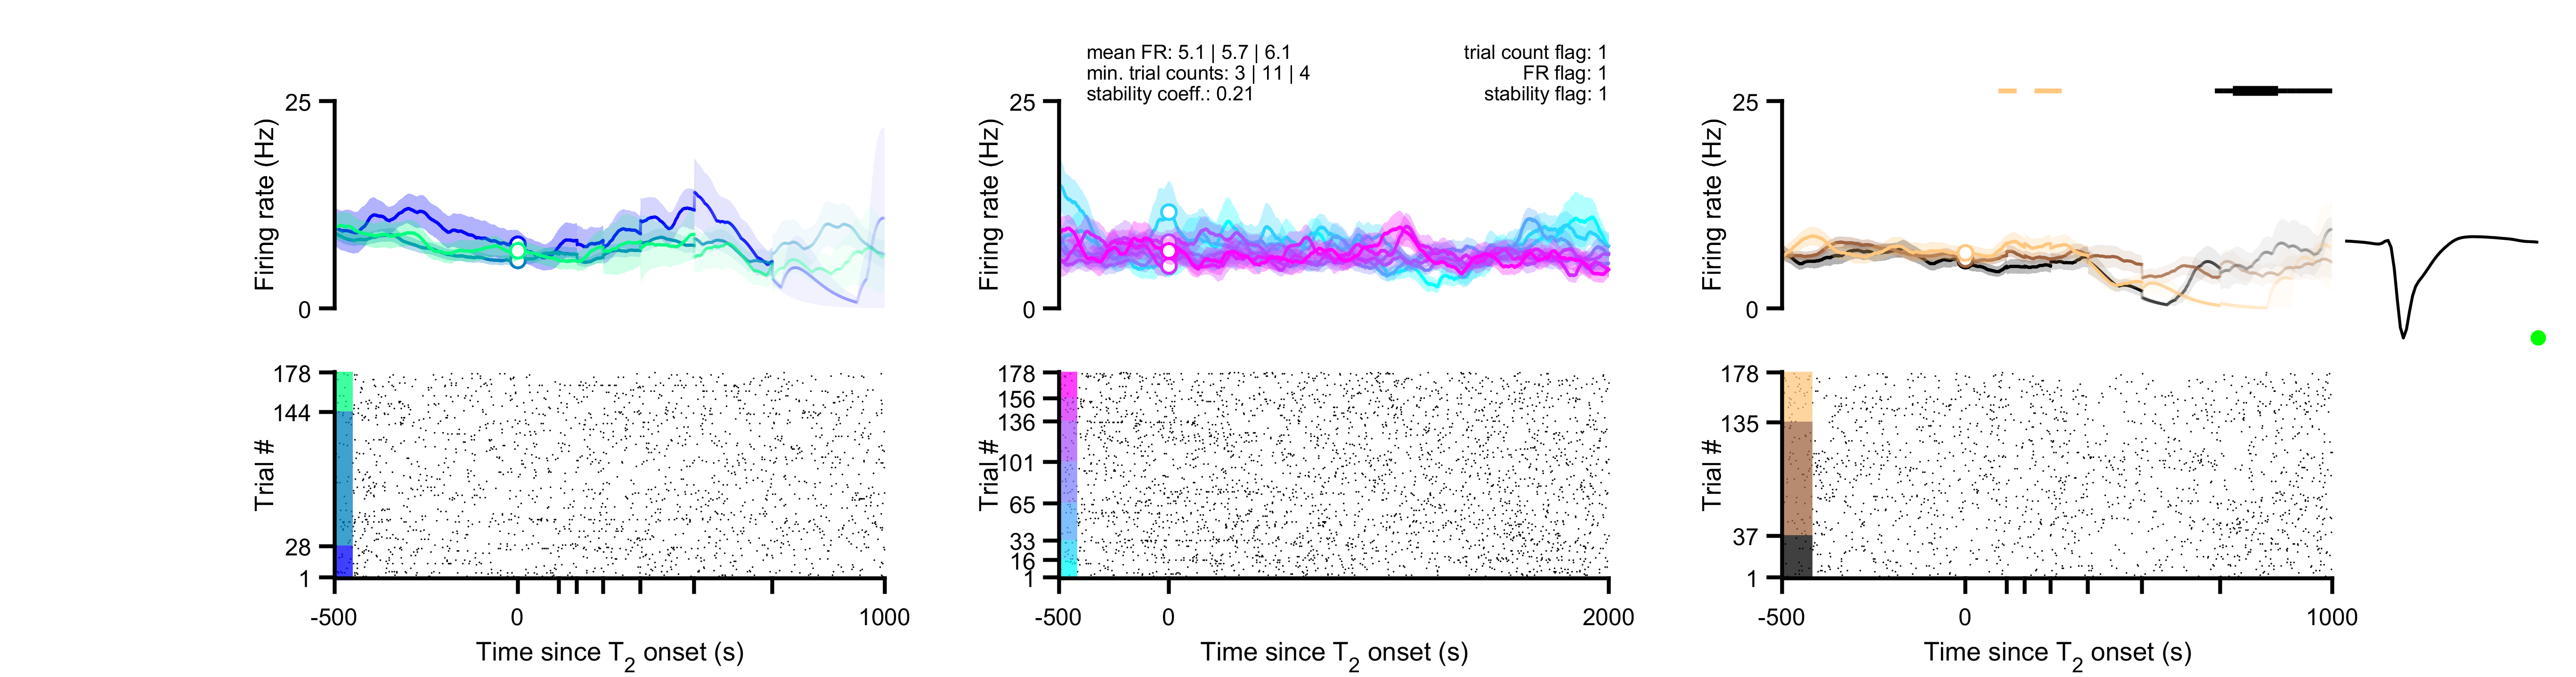 mean FR: 5.1 | 5.7 | 6.1
min. trial counts: 3 | 11 | 4
stability coeff.: 0.21
trial count flag: 1
FR flag: 1
stability flag: 1
25
0
Firing rate (Hz)
25
0
Firing rate (Hz)
25
0
Firing rate (Hz)
178
144
28
1
Trial #
-500
0
1000
Time since T2 onset (s)
178
156
136
101
65
33
16
1
Trial #
-500
0
2000
Time since T2 onset (s)
178
135
37
1
Trial #
-500
0
1000
Time since T2 onset (s)